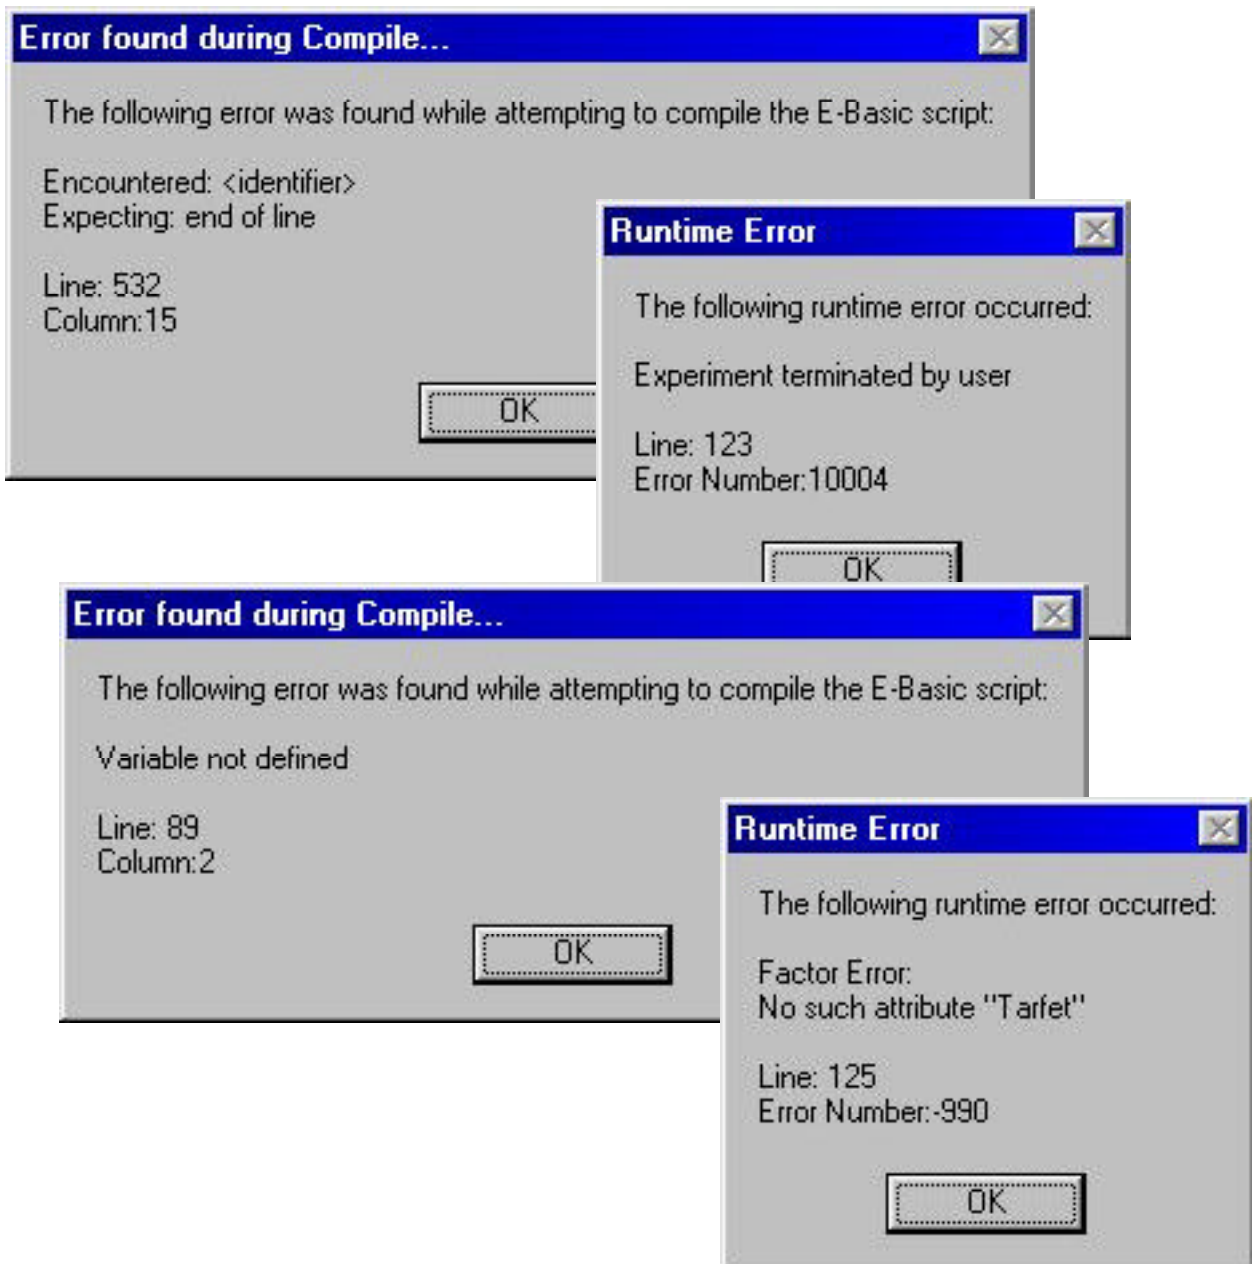 Error found during Compile...
The following error was found while attempting to compile the E-Basic script:
Encountered: <identifier>
Expecting: end of line
Line: 532
Column:15
OK
Runtime Error
The following runtime error occurred:
Experiment terminated by user
Line: 123
Error Number:10004
OK
Error found during Compile...
The following error was found while attempting to compile the E-Basic script:
Variable not defined
Line: 89
Column:2
OK
Runtime Error
The following runtime error occurred:
Factor Error:
No such attribute "Tarfet"
Line: 125
Error Number:-990
OK